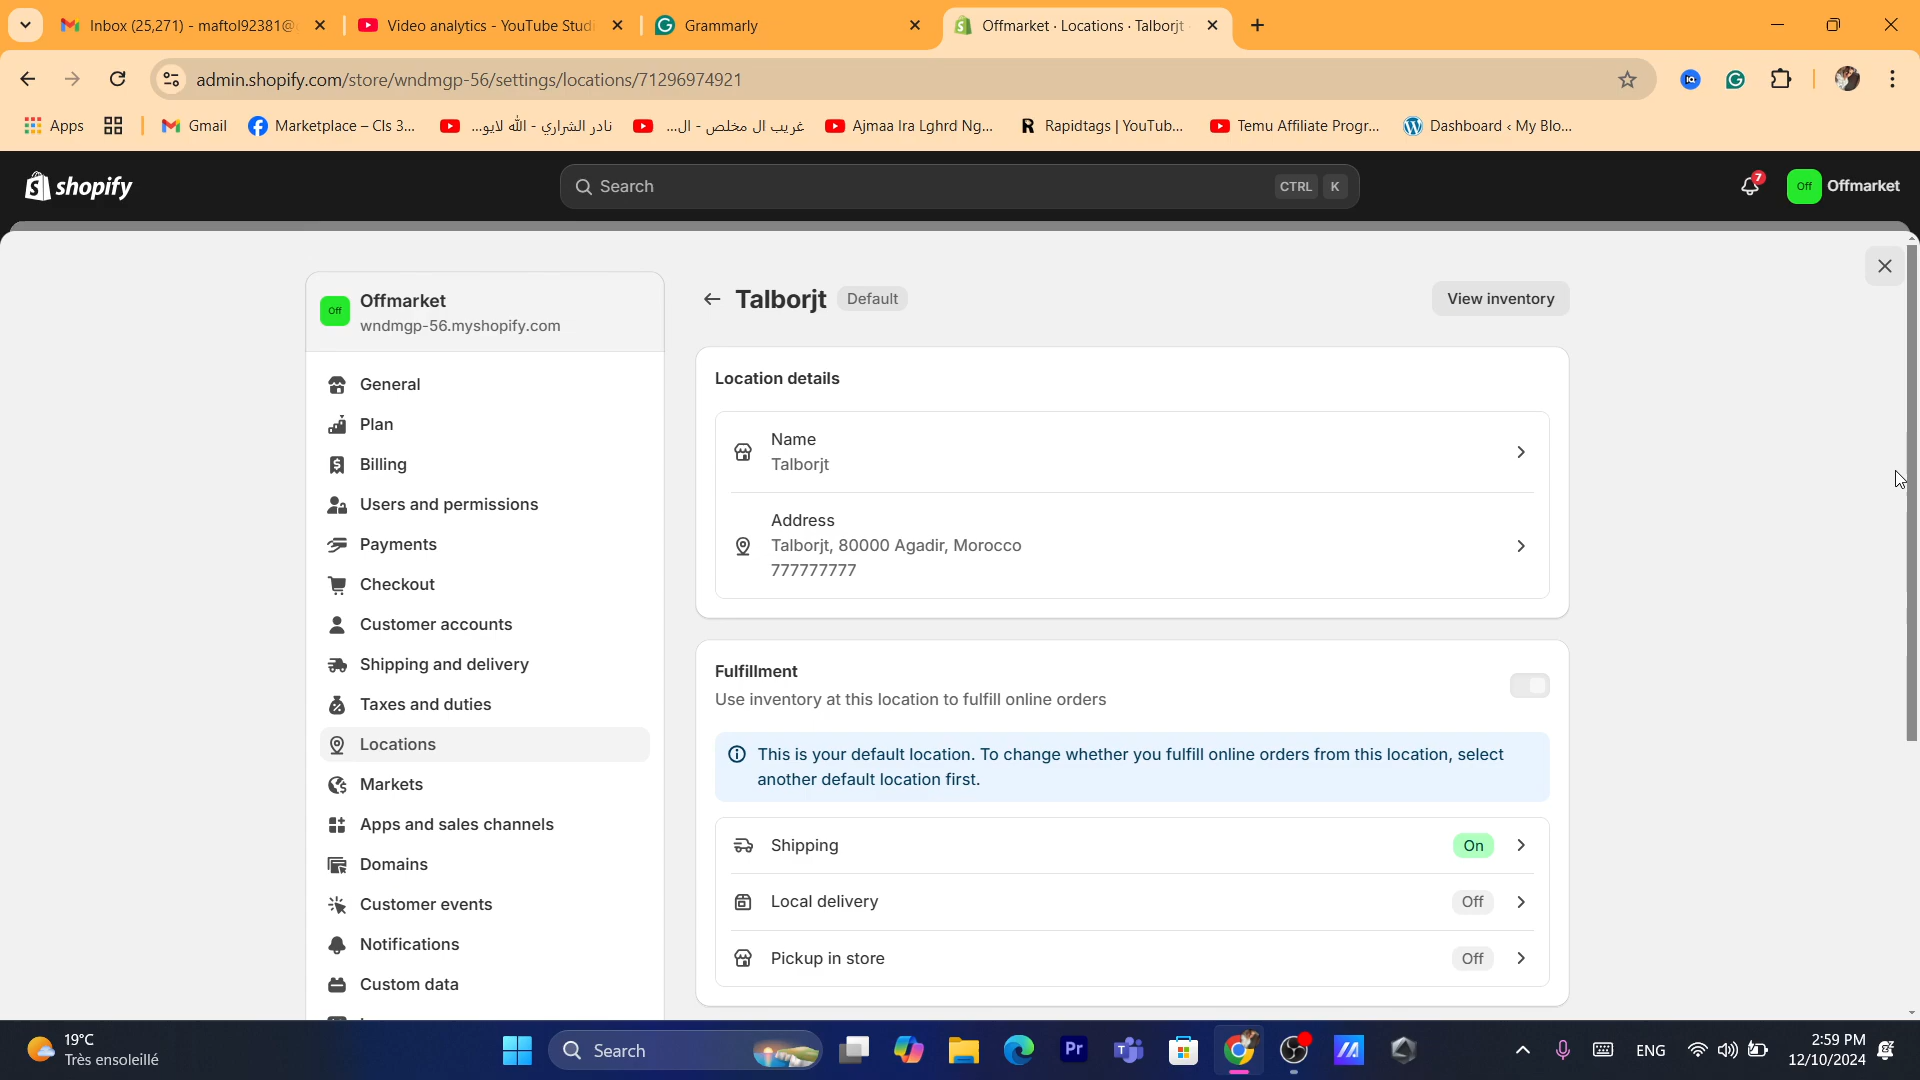 Inbox (25,271) - maftol92381@
Video analytics - YouTube Studi
Grammarly
Offmarket · Locations · Talborjt
admin.shopify.com/store/wndmgp-56/settings/locations/71296974921
Apps
Gmail
Marketplace – Cls 3...
نادر الشراري - الله لايو...
غريب ال مخلص - ال...
Ajmaa Ira Lghrd Ng...
Rapidtags | YouTub...
Temu Affiliate Progr...
Dashboard ‹ My Blo...
shopify
Search
CTRL K
7
Off
Offmarket
Off
Offmarket
wndmgp-56.myshopify.com
General
Plan
Billing
Users and permissions
Payments
Checkout
Customer accounts
Shipping and delivery
Taxes and duties
Locations
Markets
Apps and sales channels
Domains
Customer events
Notifications
Custom data
Talborjt
Default
View inventory
Location details
Name
Talborjt
Address
Talborjt, 80000 Agadir, Morocco
777777777
Fulfillment
Use inventory at this location to fulfill online orders
This is your default location. To change whether you fulfill online orders from this location, select
another default location first.
Shipping
On
Local delivery
Off
Pickup in store
Off
19°C
Très ensoleillé
Search
Pr
ENG
2:59 PM
12/10/2024